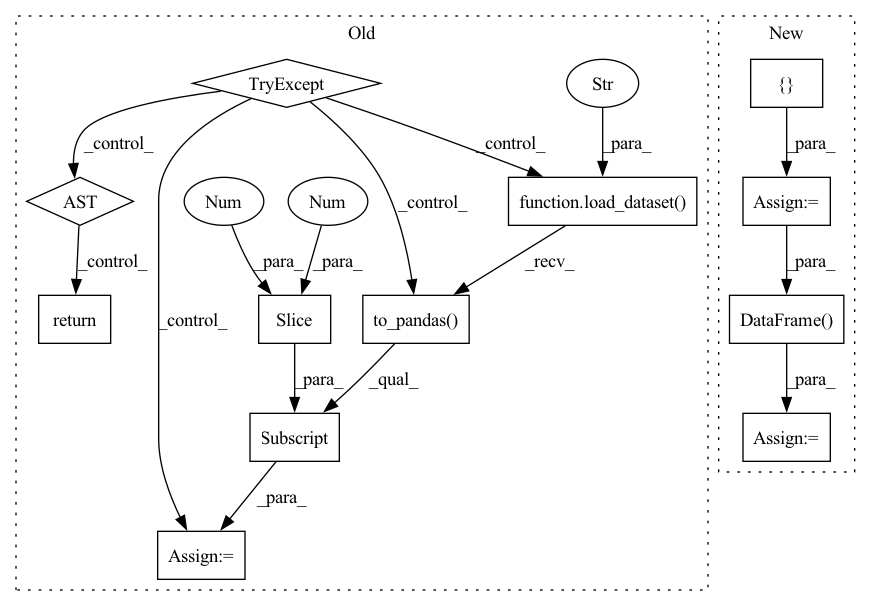 Old
New
TryExcept
Str
{}
_control_
_control_
_para_
_para_
AST
Num
Num
_control_
function.load_dataset()
Assign:=
_control_
_para_
_para_
_recv_
_para_
return
_control_
Slice
to_pandas()
DataFrame()
_para_
_qual_
_para_
Subscript
Assign:=
_para_
Assign:=